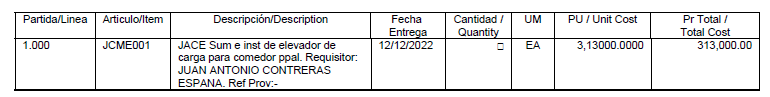 Partida/Linea Articulo/Item Descripción/Description Fecha Entrega Cantidad / Quantity UM PU / Unit Cost Pr Total / Total Cost
1.000 JCME001 JACE Sum e inst de elevador de 12/12/2022 □ EA 3,13000.0000 313,000.00
carga para comedor ppal. Requisitor:
JUAN ANTONIO CONTRERAS
ESPANA. Ref Prov:-